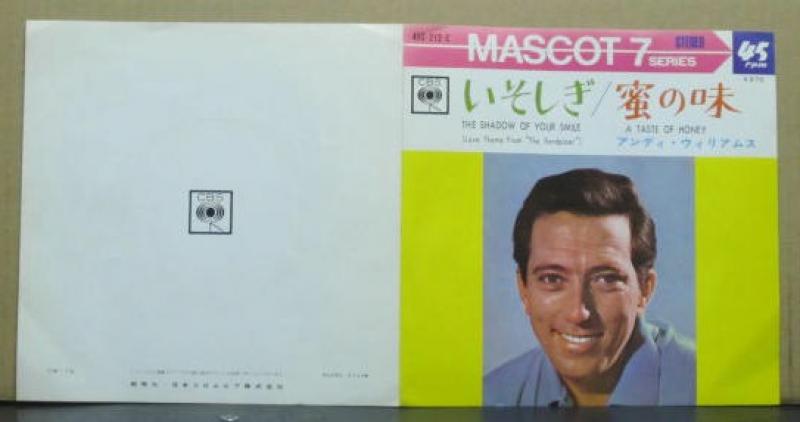 MASCOT 7 SERIES
STEREO
45 rpm
CBS
いそしぎ/蜜の味
THE SHADOW OF YOUR SMILE
A TASTE OF HONEY
(Love Theme From "The Sandpiper")
アンディ・ウィリアムス
CBS